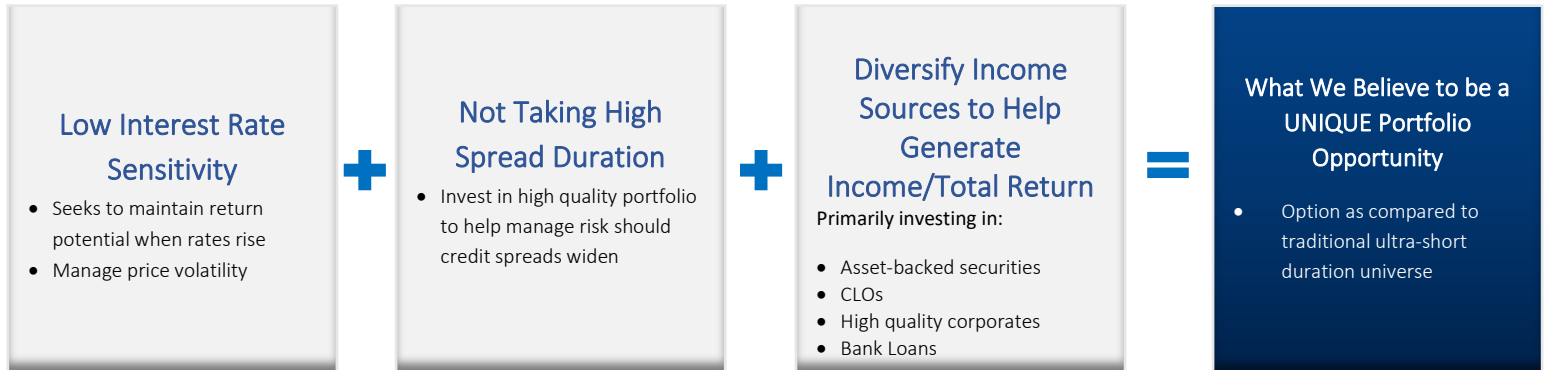 Low Interest Rate
Sensitivity
• Seeks to maintain return
potential when rates rise
• Manage price volatility
+
Not Taking High
Spread Duration
• Invest in high quality portfolio
to help manage risk should
credit spreads widen
+
Diversify Income
Sources to Help
Generate
Income/Total Return
Primarily investing in:
• Asset-backed securities
• CLOs
• High quality corporates
• Bank Loans
=
What We Believe to be a
UNIQUE Portfolio
Opportunity
• Option as compared to
traditional ultra-short
duration universe